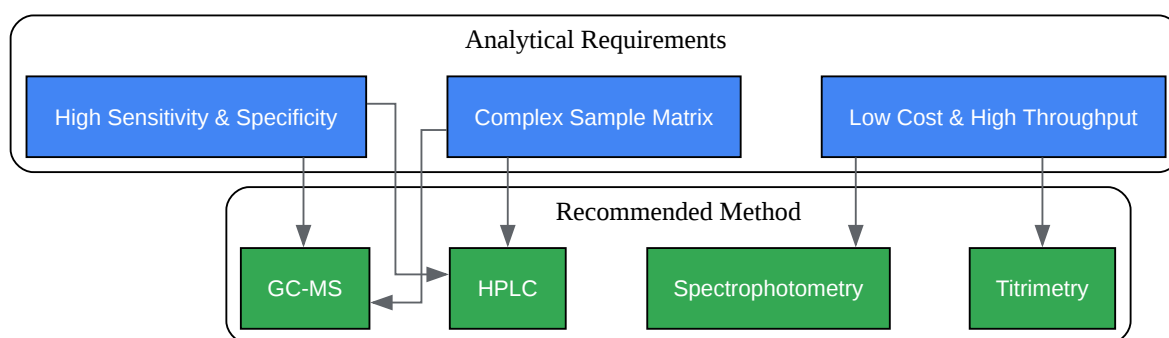 Analytical Requirements
High Sensitivity & Specificity
Complex Sample Matrix
Low Cost & High Throughput
Recommended Method
GC-MS
HPLC
Spectrophotometry
Titrimetry